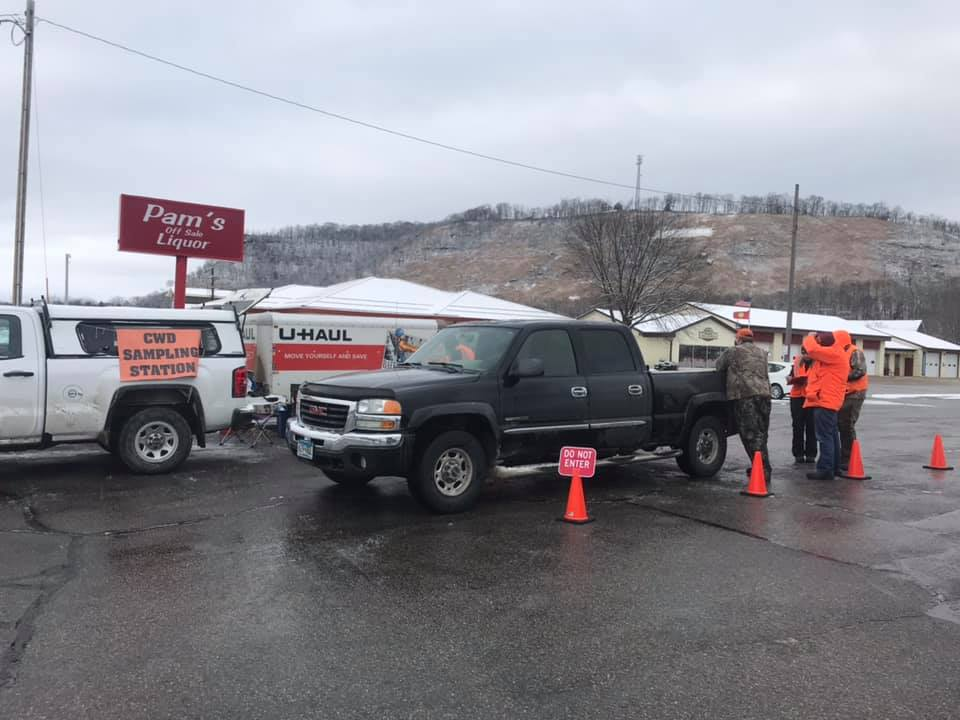 Pam's
Off Sale
Liquor
CWD
SAMPLING
STATION
U-HAUL
MOVE YOURSELF AND SAVE
GMC
DO NOT
ENTER